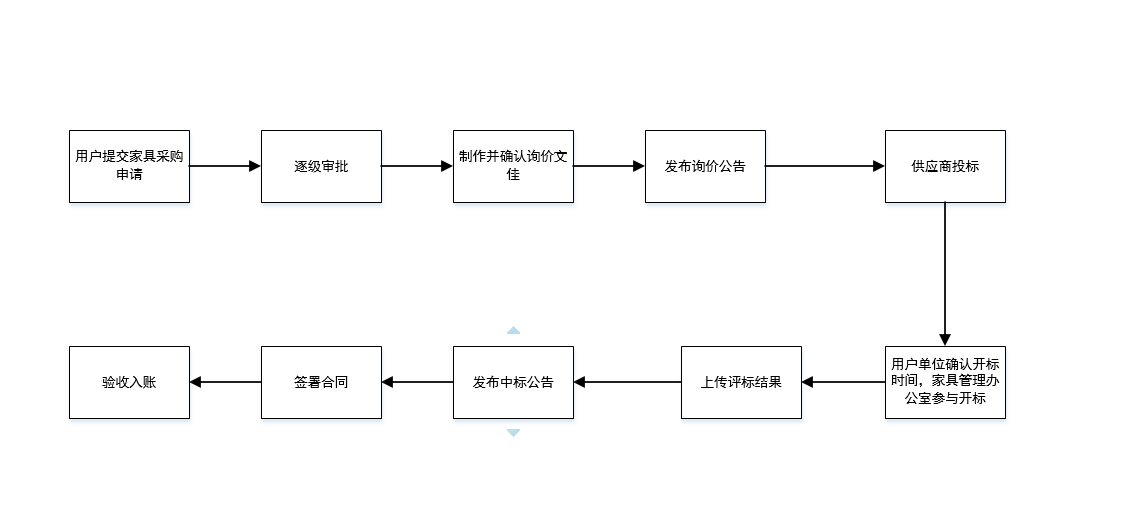 用户提交家具采购
申请
逐级审批
制作并确认询价文
佳
发布询价公告
供应商投标
用户单位确认开标
时间，家具管理办
公室参与开标
上传评标结果
发布中标公告
签署合同
验收入账